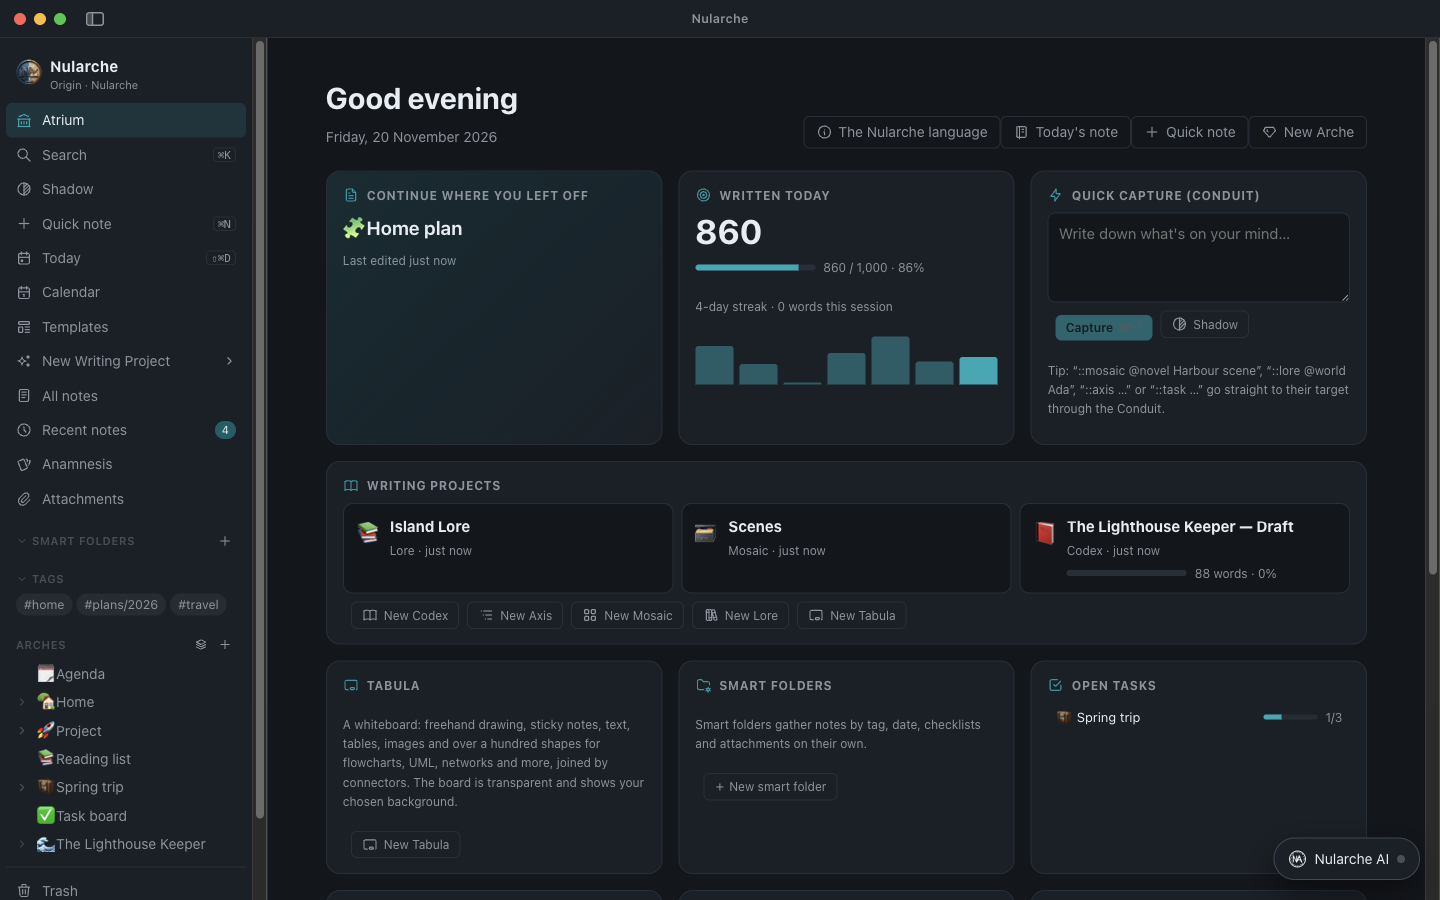 Nularche
Nularche
Origin · Nularche
Atrium
Search ⌘K
Shadow
Quick note ⌘N
Today ⇧⌘D
Calendar
Templates
New Writing Project
All notes
Recent notes 4
Anamnesis
Attachments
SMART FOLDERS
TAGS
#home #plans/2026 #travel
ARCHES
Agenda
Home
Project
Reading list
Spring trip
Task board
The Lighthouse Keeper
Trash
Good evening
Friday, 20 November 2026
The Nularche language
Today's note
Quick note
New Arche
CONTINUE WHERE YOU LEFT OFF
Home plan
Last edited just now
WRITTEN TODAY
860
860 / 1,000 · 86%
4-day streak · 0 words this session
QUICK CAPTURE (CONDUIT)
Write down what's on your mind...
Capture
Shadow
Tip: “::mosaic @novel Harbour scene”, “::lore @world
Ada”, “::axis ...” or “::task ...” go straight to their target
through the Conduit.
WRITING PROJECTS
Island Lore
Lore · just now
Scenes
Mosaic · just now
The Lighthouse Keeper — Draft
Codex · just now
88 words · 0%
New Codex
New Axis
New Mosaic
New Lore
New Tabula
TABULA
A whiteboard: freehand drawing, sticky notes, text,
tables, images and over a hundred shapes for
flowcharts, UML, networks and more, joined by
connectors. The board is transparent and shows your
chosen background.
New Tabula
SMART FOLDERS
Smart folders gather notes by tag, date, checklists
and attachments on their own.
+ New smart folder
OPEN TASKS
Spring trip 1/3
Nularche AI